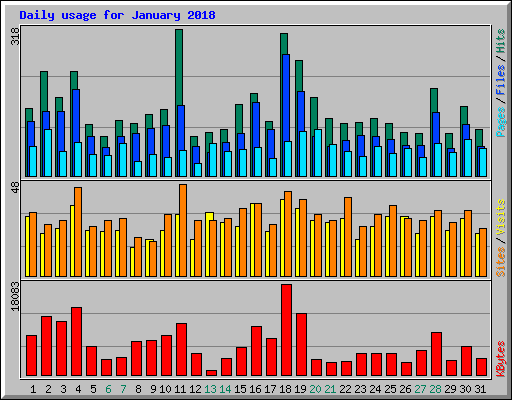 Daily usage for January 2018
318
Pages / Files / Hits
48
Sites / Visits
18083
KBytes
1 2 3 4 5 6 7 8 9 10 11 12 13 14 15 16 17 18 19 20 21 22 23 24 25 26 27 28 29 30 31